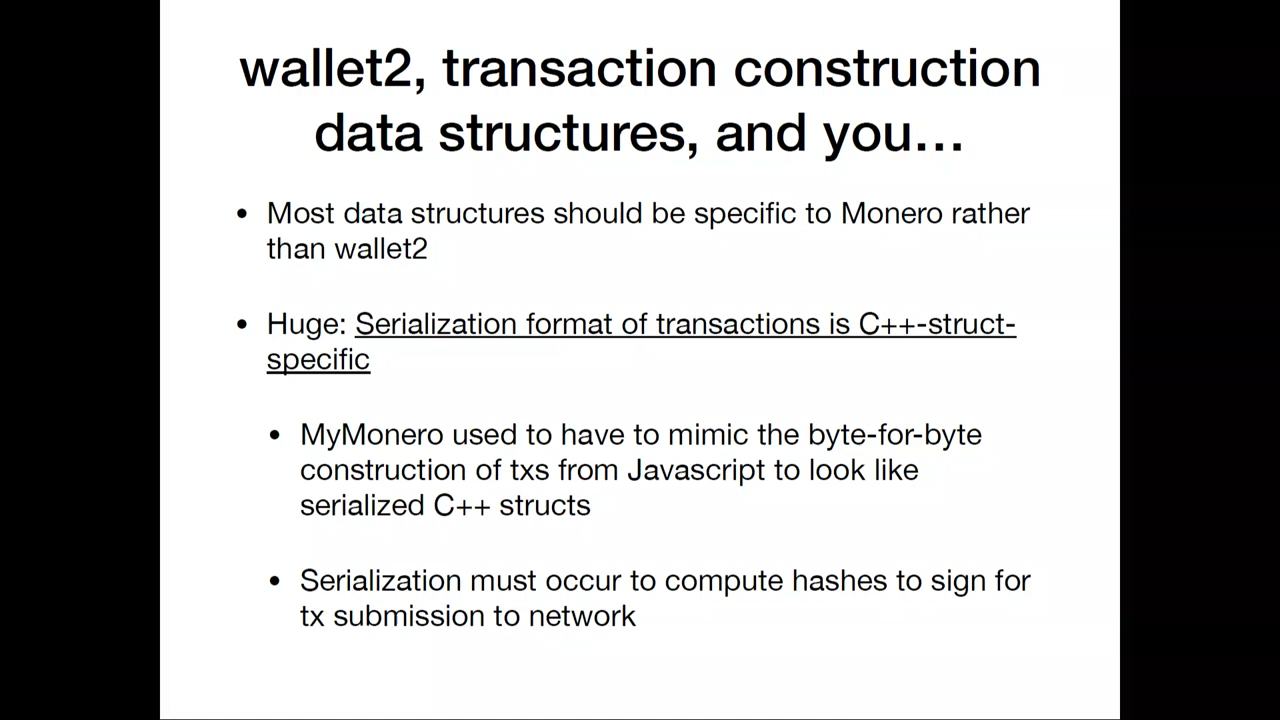 wallet2, transaction construction
data structures, and you…
• Most data structures should be specific to Monero rather
than wallet2
• Huge: Serialization format of transactions is C++-struct-
specific
• MyMonero used to have to mimic the byte-for-byte
construction of txs from Javascript to look like
serialized C++ structs
• Serialization must occur to compute hashes to sign for
tx submission to network